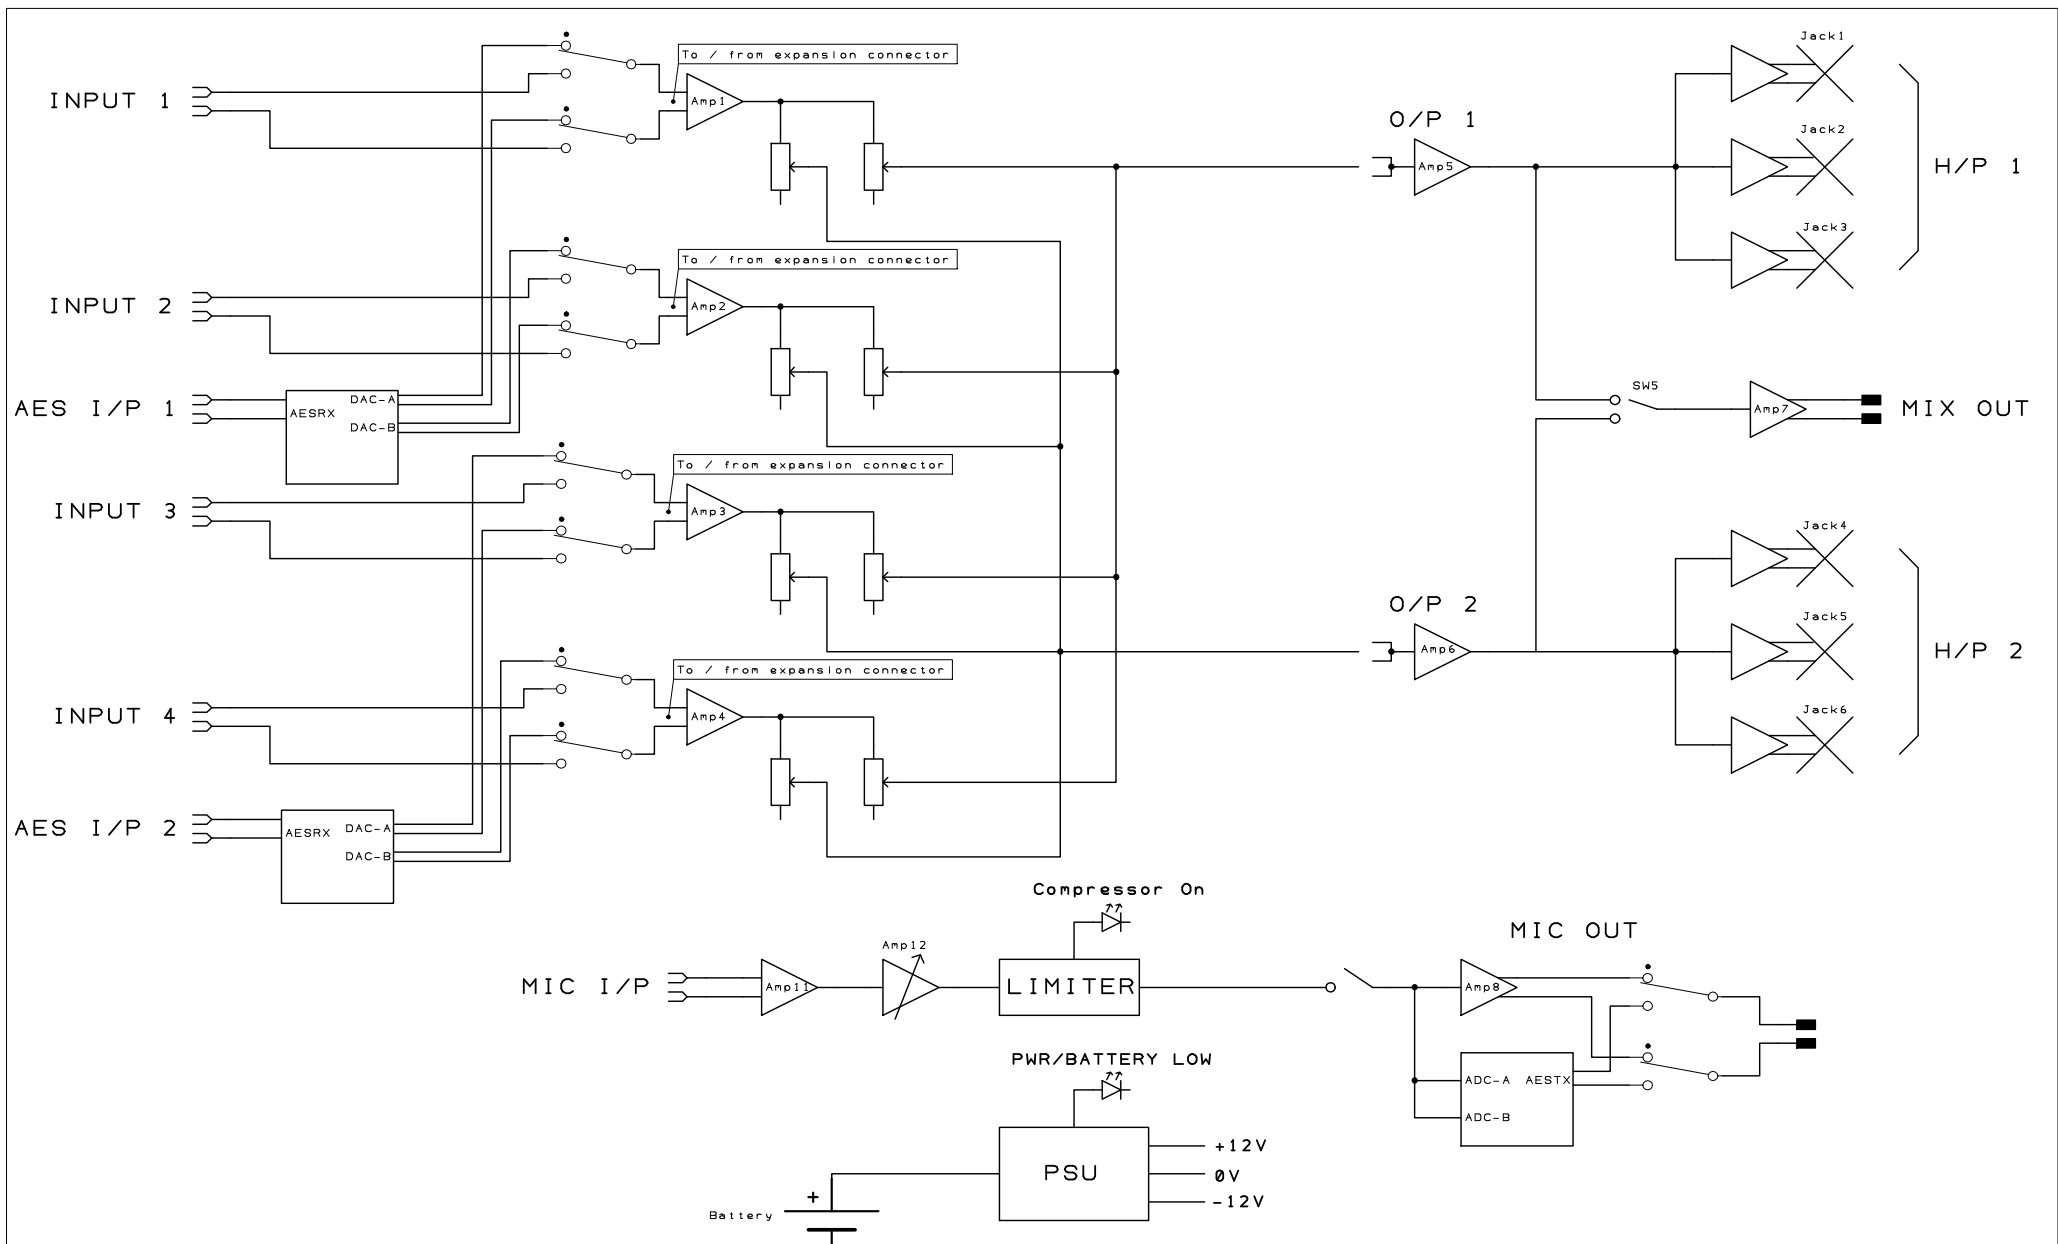 Jack1
To / from expansion connector
INPUT 1
Amp1
O/P 1
Jack2
Amp5
H/P 1
Jack3
To / from expansion connector
INPUT 2
Amp2
SW5
AES I/P 1
AESRX
DAC-A
DAC-B
Amp7
MIX OUT
To / from expansion connector
INPUT 3
Amp3
Jack4
O/P 2
Jack5
Amp6
H/P 2
To / from expansion connector
INPUT 4
Amp4
Jack6
AES I/P 2
AESRX
DAC-A
DAC-B
Compressor On
MIC OUT
Amp12
MIC I/P
Amp11
LIMITER
Amp8
PWR/BATTERY LOW
ADC-A
AESTX
ADC-B
+12V
PSU
0V
-12V
+
Battery